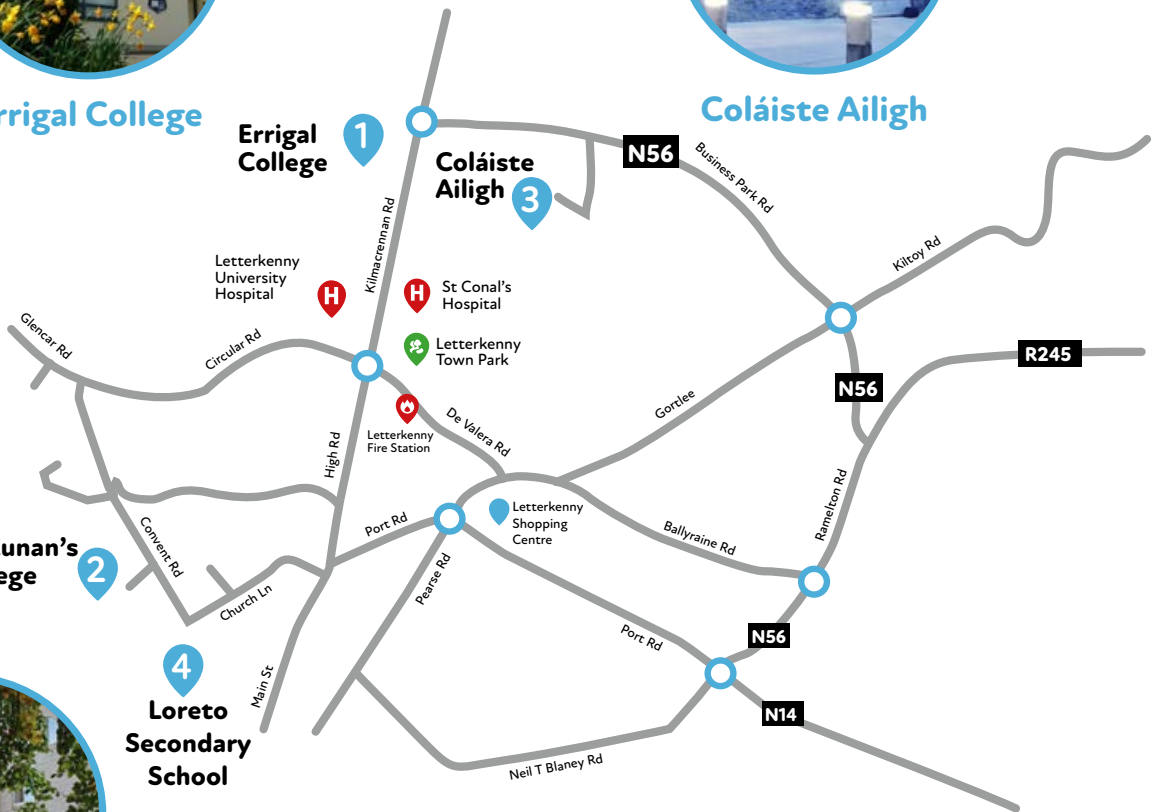 rrigal College
Coláiste Ailigh
Errigal
College
1
Coláiste
Ailigh
3
N56
Business Park Rd
Kilmacrennan Rd
Kiltoy Rd
Letterkenny
University
Hospital
H
H
St Conal's
Hospital
Glencar Rd
Circular Rd
Letterkenny
Town Park
R245
N56
Gortlee
Letterkenny
Fire Station
De Valera Rd
High Rd
Ramelton Rd
Letterkenny
Shopping
Centre
Port Rd
Ballyraine Rd
Convent Rd
unan's
ege
2
Pearse Rd
Church Ln
Port Rd
N56
4
Main St
N14
Loreto
Secondary
School
Neil T Blaney Rd